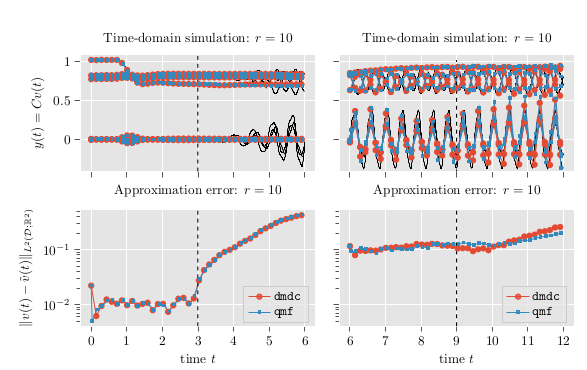 Time-domain simulation: r = 10
Time-domain simulation: r = 10
1
0.5
0
y(t) = Cv(t)
Approximation error: r = 10
Approximation error: r = 10
10⁻¹
10⁻²
‖v(t) − ṽ(t)‖_{L²(𝒟;ℝ²)}
dmdc
qmf
dmdc
qmf
0 1 2 3 4 5 6
6 7 8 9 10 11 12
time t
time t